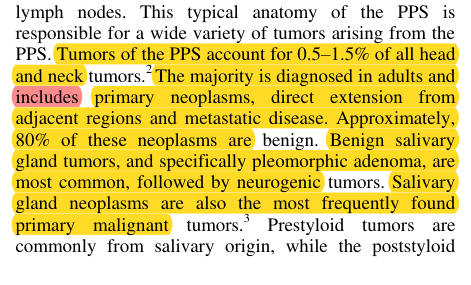 lymph nodes. This typical anatomy of the PPS is
responsible for a wide variety of tumors arising from the
PPS. Tumors of the PPS account for 0.5–1.5% of all head
and neck tumors.2 The majority is diagnosed in adults and
includes primary neoplasms, direct extension from
adjacent regions and metastatic disease. Approximately,
80% of these neoplasms are benign. Benign salivary
gland tumors, and specifically pleomorphic adenoma, are
most common, followed by neurogenic tumors. Salivary
gland neoplasms are also the most frequently found
primary malignant tumors.3 Prestyloid tumors are
commonly from salivary origin, while the poststyloid